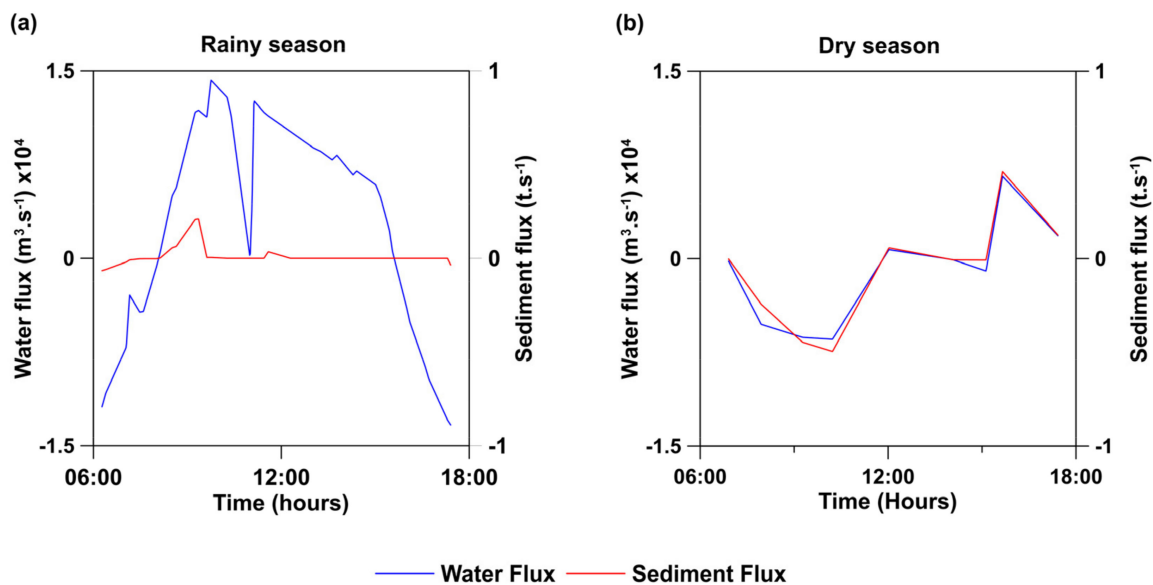 (a)
Rainy season
1.5
0
-1.5
Water flux (m³.s⁻¹) x10⁴
1
0
-1
Sediment flux (t.s⁻¹)
06:00
12:00
18:00
Time (hours)
(b)
Dry season
1.5
0
-1.5
Water flux (m³.s⁻¹) x10⁴
1
0
-1
Sediment flux (t.s⁻¹)
06:00
12:00
18:00
Time (Hours)
Water Flux
Sediment Flux